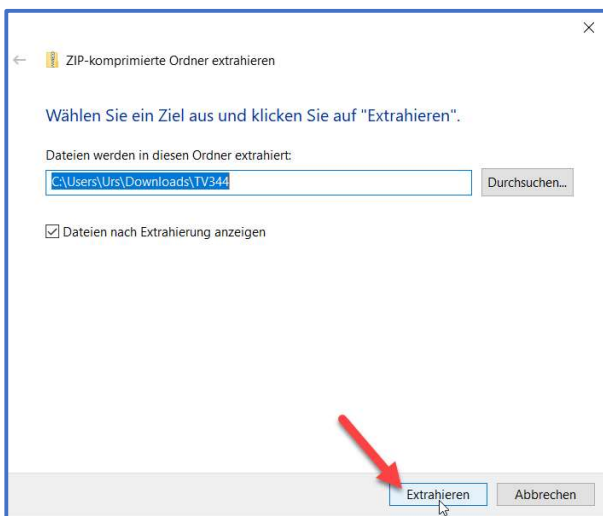 ZIP-komprimierte Ordner extrahieren
Wählen Sie ein Ziel aus und klicken Sie auf "Extrahieren".
Dateien werden in diesen Ordner extrahiert:
C:\Users\Urs\Downloads\TV344
Durchsuchen...
Dateien nach Extrahierung anzeigen
Extrahieren
Abbrechen